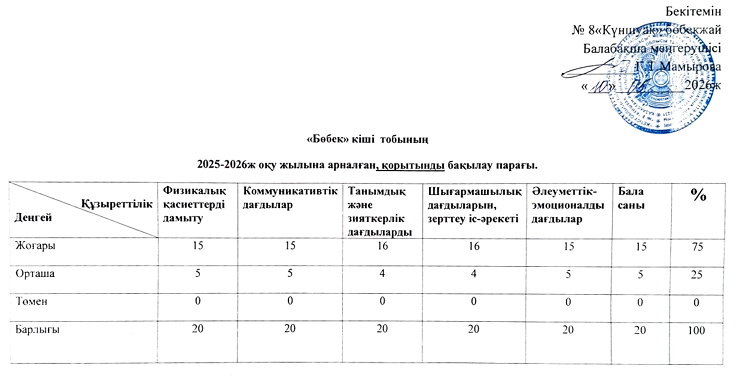 Бекітемін
№ 8«Күншуақ»бөбекжай
Балабақша меңгерушісі
Г.Т.Мамырова
«10» 05 2026ж
«Бөбек» кіші тобының
2025-2026ж оқу жылына арналған, қорытынды бақылау парағы.
Құзыреттілік
Деңгей
Физикалық қасиеттерді дамыту
Коммуникативтік дағдылар
Танымдық және зияткерлік дағдыларды
Шығармашылық дағдыларын, зерттеу іс-әрекеті
Әлеуметтік-эмоционалды дағдылар
Бала саны
%
Жоғары 15 15 16 16 15 15 75
Орташа 5 5 4 4 5 5 25
Төмен 0 0 0 0 0 0 0
Барлығы 20 20 20 20 20 20 100